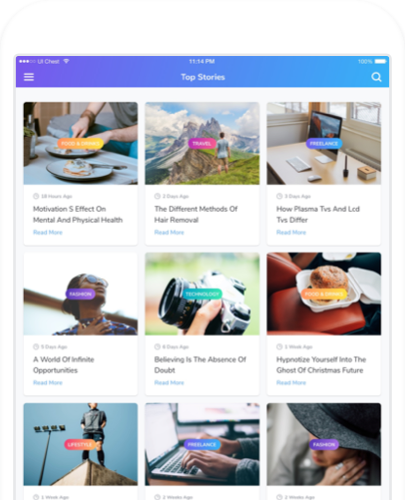 UI Chest
11:14 PM
100%
Top Stories
FOOD & DRINKS
TRAVEL
FREELANCE
18 Hours Ago
2 Days Ago
3 Days Ago
Motivation S Effect On
Mental And Physical Health
The Different Methods Of
Hair Removal
How Plasma Tvs And Lcd
Tvs Differ
Read More
Read More
Read More
FASHION
TECHNOLOGY
FOOD & DRINKS
5 Days Ago
6 Days Ago
1 Week Ago
A World Of Infinite
Opportunities
Believing Is The Absence Of
Doubt
Hypnotize Yourself Into The
Ghost Of Christmas Future
Read More
Read More
Read More
LIFESTYLE
FREELANCE
FASHION
1 Week Ago
2 Weeks Ago
2 Weeks Ago